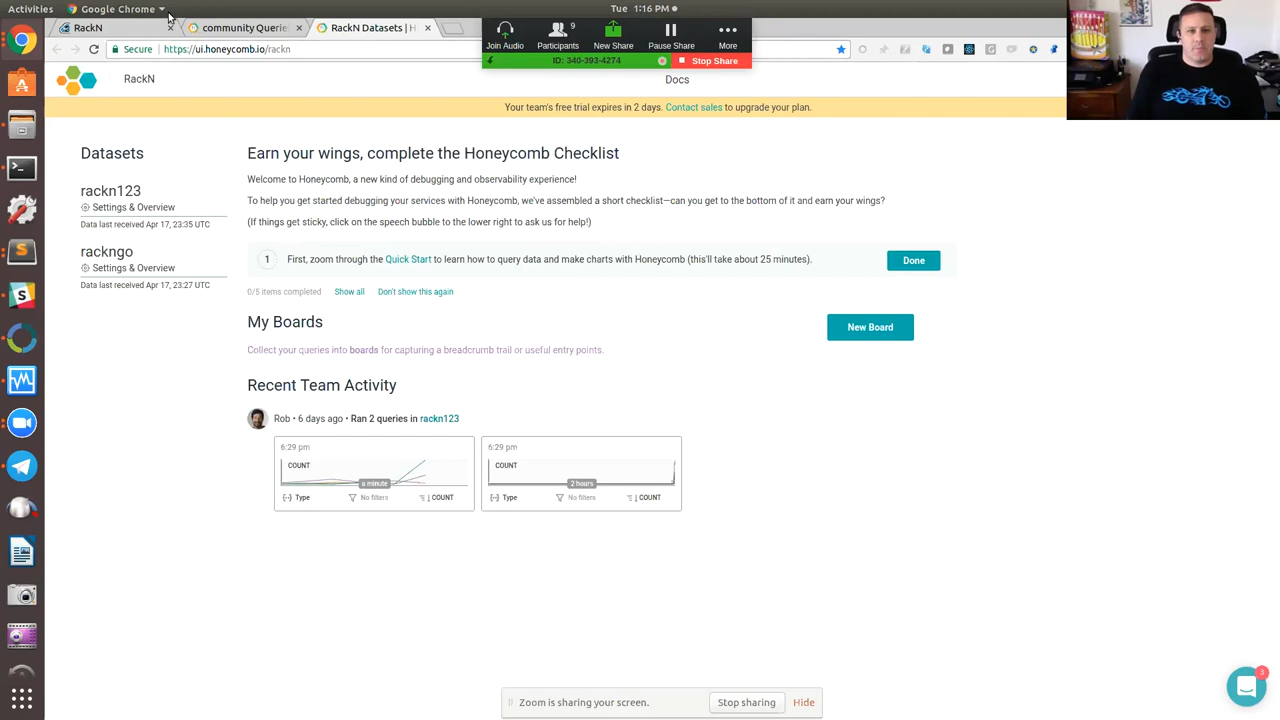 Activities
Google Chrome
Tue 1:16 PM
RackN
community Queries
RackN Datasets | H
Join Audio
9
Participants
New Share
Pause Share
More
ID: 340-393-4274
Stop Share
Secure
https://ui.honeycomb.io/rackn
RackN
Docs
Your team's free trial expires in 2 days. Contact sales to upgrade your plan.
Datasets
rackn123
Settings & Overview
Data last received Apr 17, 23:35 UTC
rackngo
Settings & Overview
Data last received Apr 17, 23:27 UTC
Earn your wings, complete the Honeycomb Checklist
Welcome to Honeycomb, a new kind of debugging and observability experience!
To help you get started debugging your services with Honeycomb, we've assembled a short checklist—can you get to the bottom of it and earn your wings?
(If things get sticky, click on the speech bubble to the lower right to ask us for help!)
1 First, zoom through the Quick Start to learn how to query data and make charts with Honeycomb (this'll take about 25 minutes).
Done
0/5 items completed Show all Don't show this again
My Boards
New Board
Collect your queries into boards for capturing a breadcrumb trail or useful entry points.
Recent Team Activity
Rob • 6 days ago • Ran 2 queries in rackn123
6:29 pm
COUNT
a minute
Type No filters COUNT
6:29 pm
COUNT
2 hours
Type No filters COUNT
3
Zoom is sharing your screen.
Stop sharing
Hide